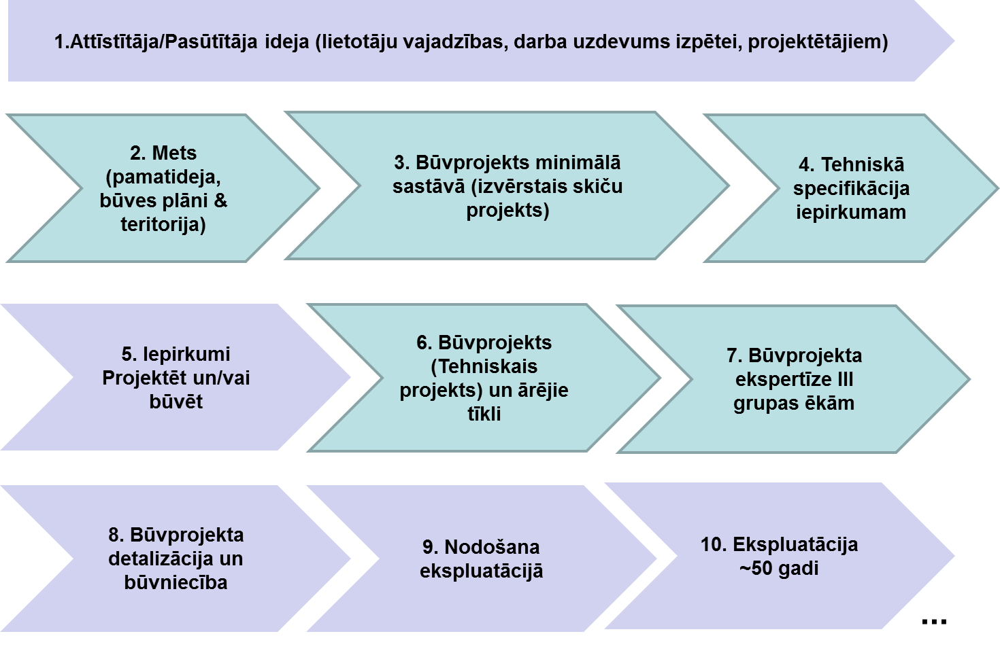 1.Attīstītāja/Pasūtītāja ideja (lietotāju vajadzības, darba uzdevums izpētei, projektētājiem)
2. Mets
(pamatideja,
būves plāni &
teritorija)
3. Būvprojekts minimālā
sastāvā (izvērstais skiču
projekts)
4. Tehniskā
specifikācija
iepirkumam
5. Iepirkumi
Projektēt un/vai
būvēt
6. Būvprojekts
(Tehniskais
projekts) un ārējie
tīkli
7. Būvprojekta
ekspertīze III
grupas ēkām
8. Būvprojekta
detalizācija un
būvniecība
9. Nodošana
ekspluatācijā
10. Ekspluatācija
~50 gadi
...